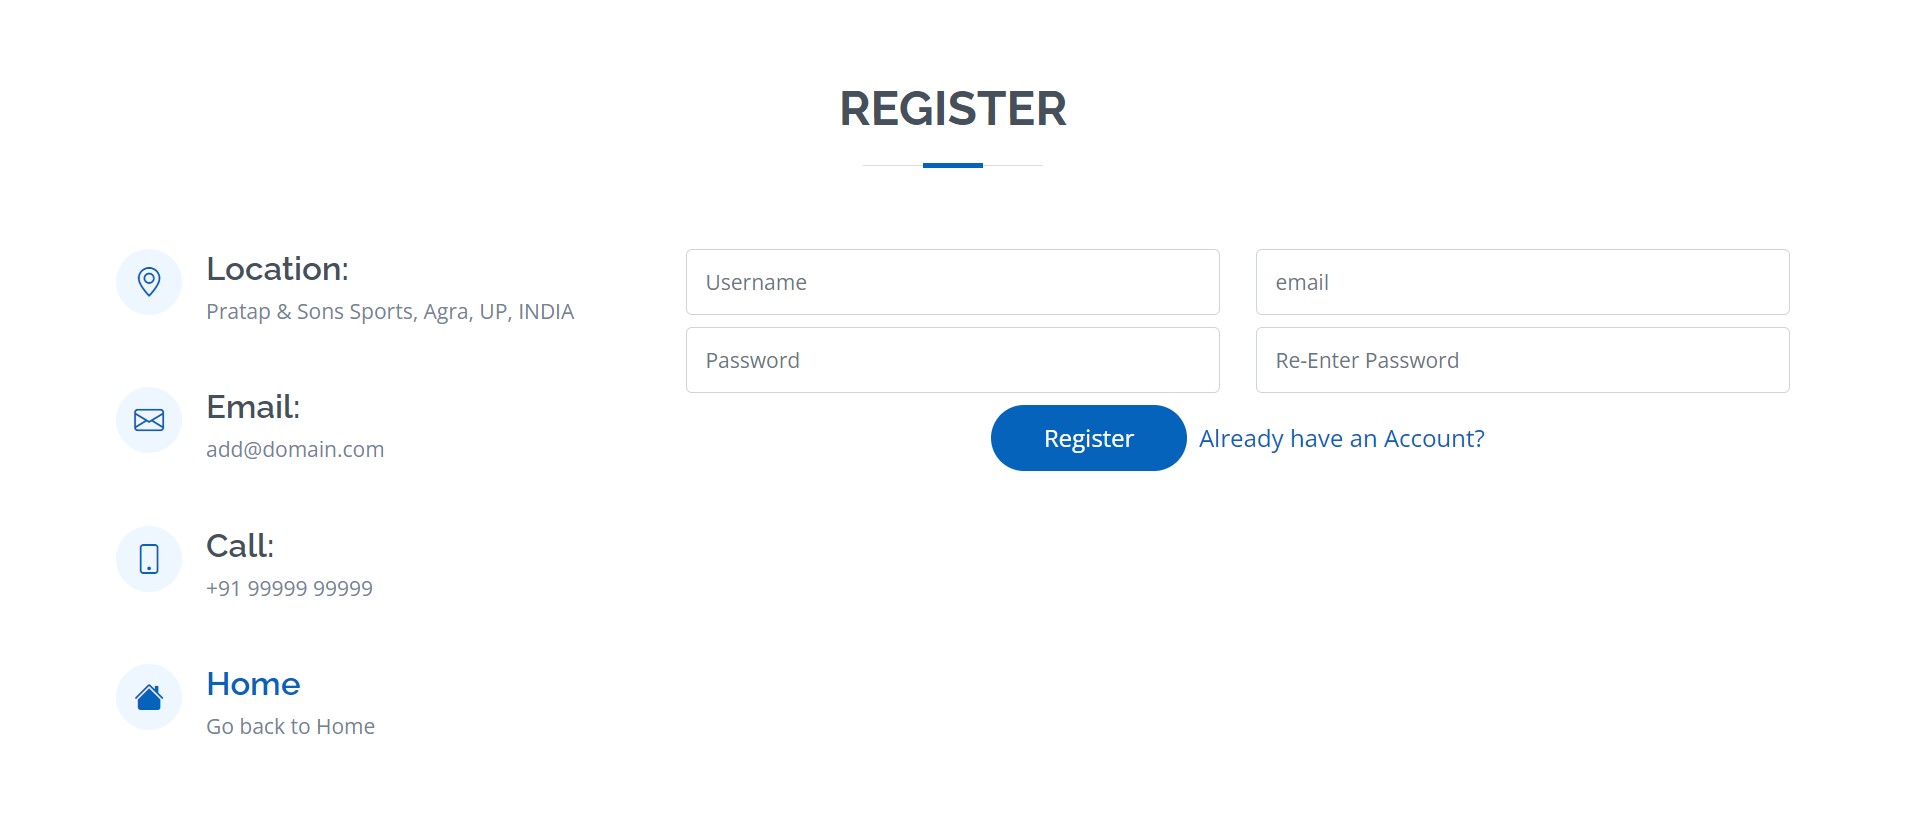 REGISTER
Location:
Pratap & Sons Sports, Agra, UP, INDIA
Email:
add@domain.com
Call:
+91 99999 99999
Home
Go back to Home
Username
email
Password
Re-Enter Password
Register
Already have an Account?